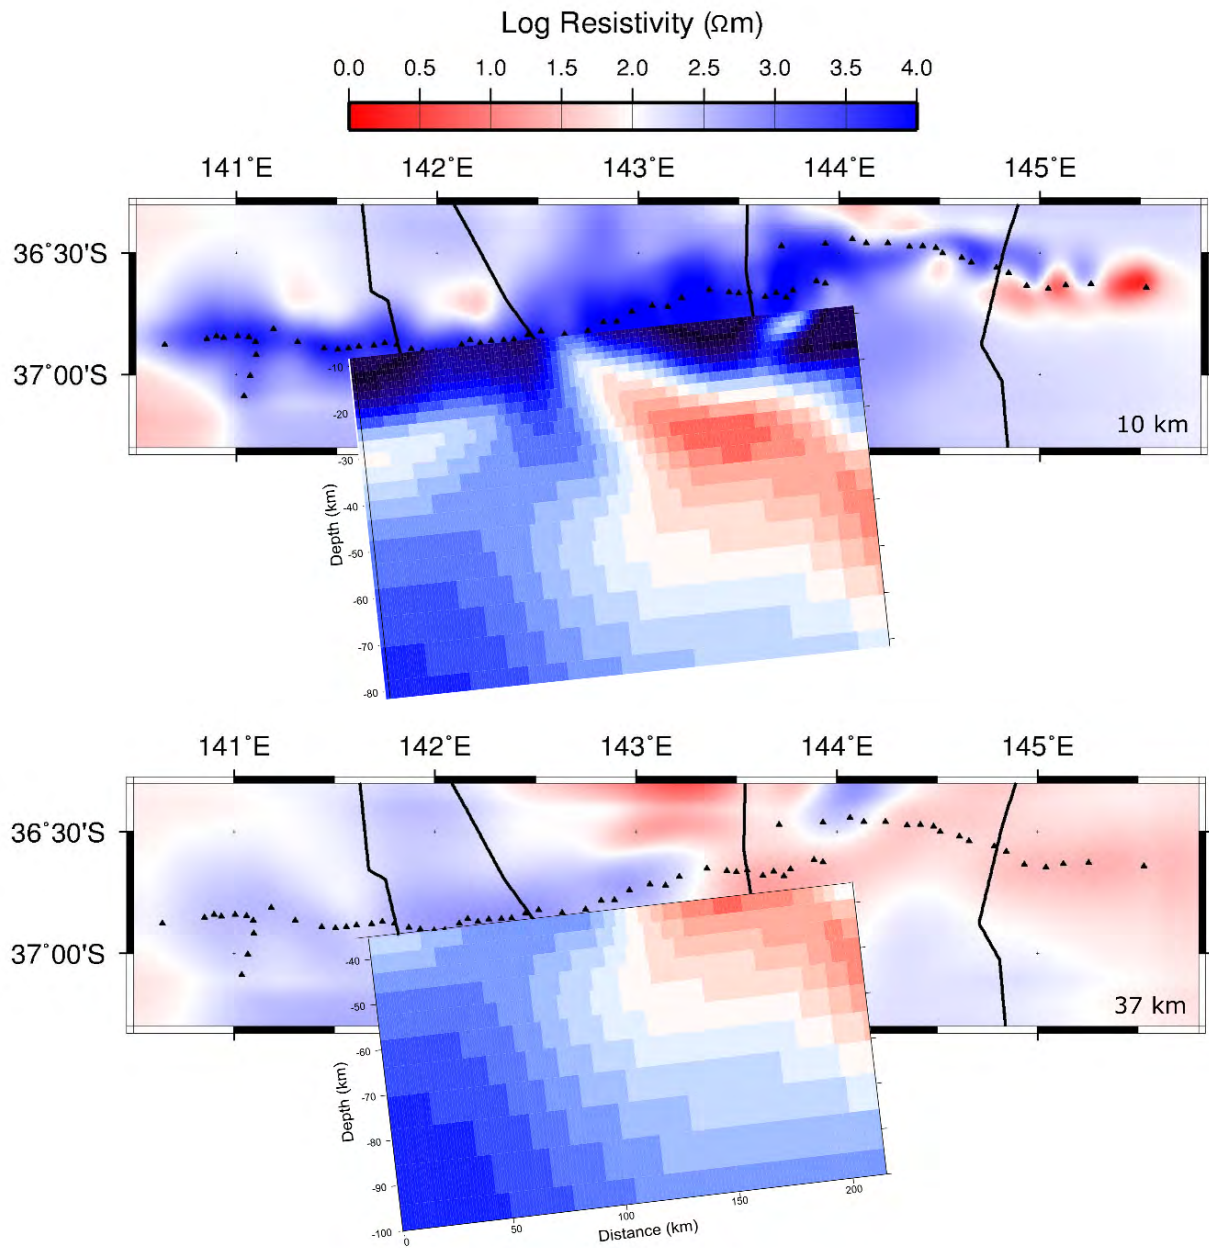 Log Resistivity (Ωm)
0.0 0.5 1.0 1.5 2.0 2.5 3.0 3.5 4.0
141˚E 142˚E 143˚E 144˚E 145˚E
36˚30'S
37˚00'S
10 km
-10
-20
-30
-40
-50
-60
-70
-80
Depth (km)
141˚E 142˚E 143˚E 144˚E 145˚E
36˚30'S
37˚00'S
37 km
-40
-50
-60
-70
-80
-90
-100
Depth (km)
0 50 100 150 200
Distance (km)